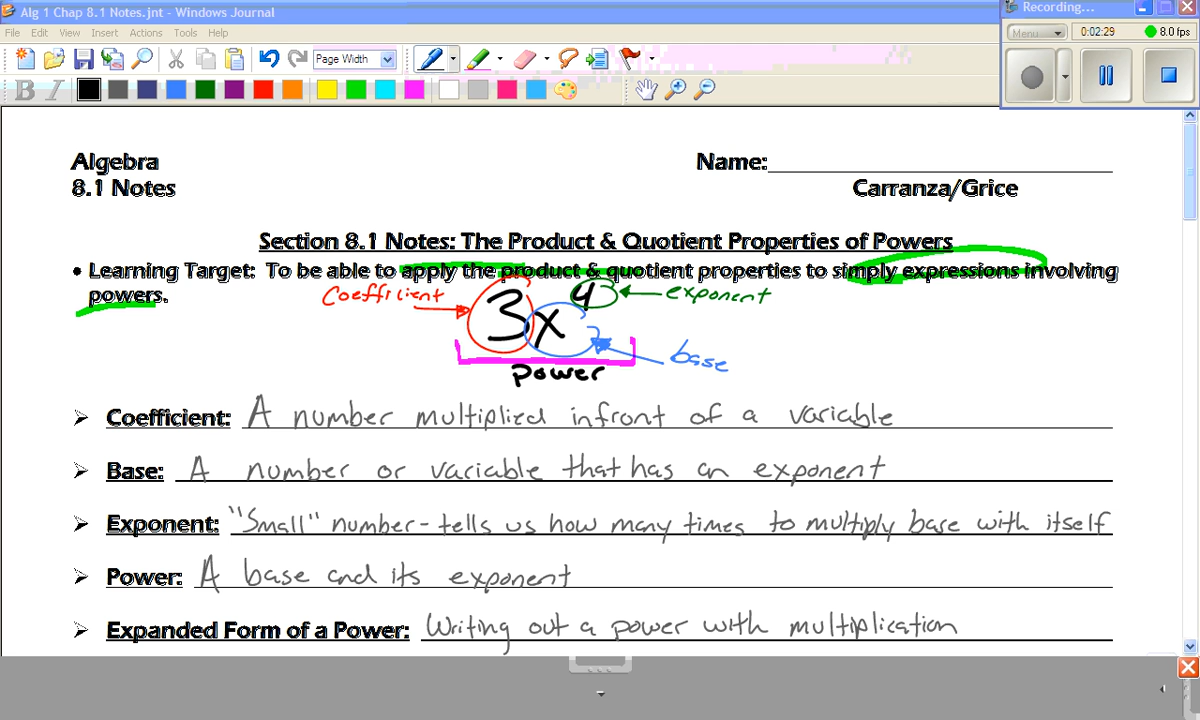 Alg 1 Chap 8.1 Notes.jnt - Windows Journal
Recording...
File Edit View Insert Actions Tools Help
Menu 0:02:29 8.0 fps
Page Width
B I
Algebra Name:
8.1 Notes Carranza/Grice
Section 8.1 Notes: The Product & Quotient Properties of Powers
• Learning Target: To be able to apply the product & quotient properties to simply expressions involving
powers.
Coefficient 3x⁴ exponent
base
power
➢ Coefficient: A number multiplied infront of a variable
➢ Base: A number or variable that has an exponent
➢ Exponent: "Small" number - tells us how many times to multiply base with itself
➢ Power: A base and its exponent
➢ Expanded Form of a Power: Writing out a power with multiplication